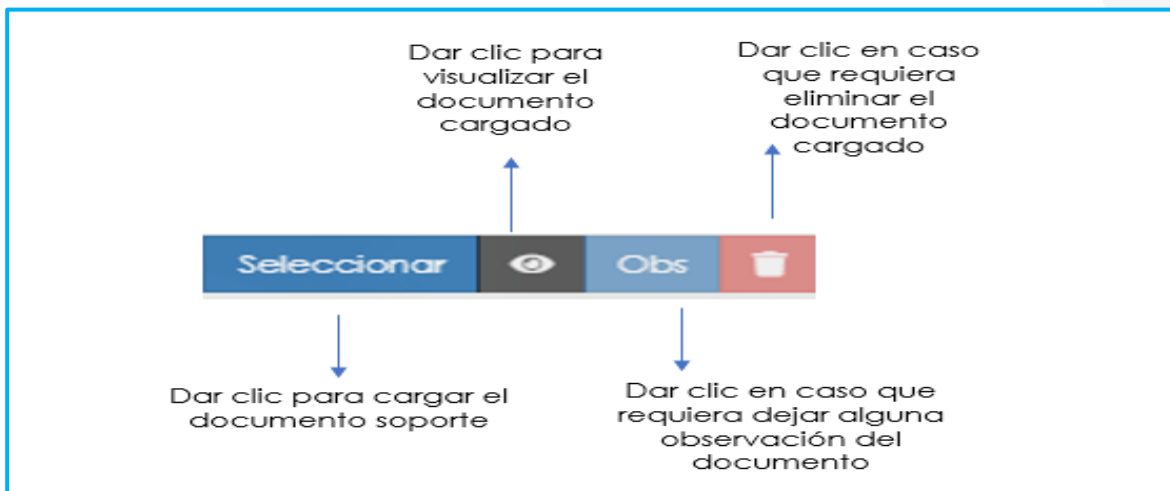 Dar clic para
visualizar el
documento
cargado
Dar clic en caso
que requiera
eliminar el
documento
cargado
Seleccionar
Obs
Dar clic para cargar el
documento soporte
Dar clic en caso que
requiera dejar alguna
observación del
documento